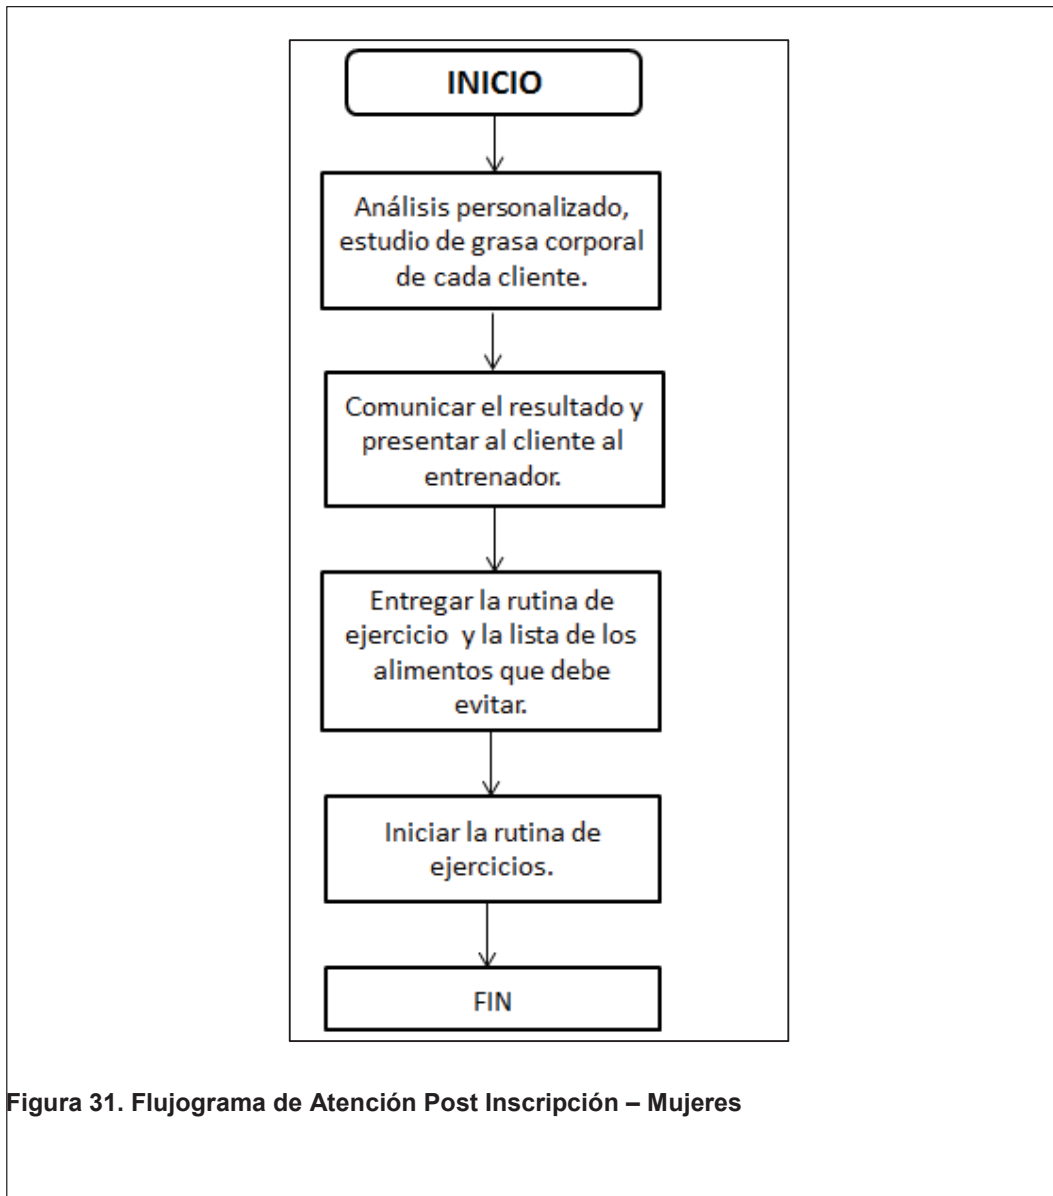 INICIO
Análisis personalizado,
estudio de grasa corporal
de cada cliente.
Comunicar el resultado y
presentar al cliente al
entrenador.
Entregar la rutina de
ejercicio  y la lista de los
alimentos que debe
evitar.
Iniciar la rutina de
ejercicios.
FIN
Figura 31. Flujograma de Atención Post Inscripción – Mujeres